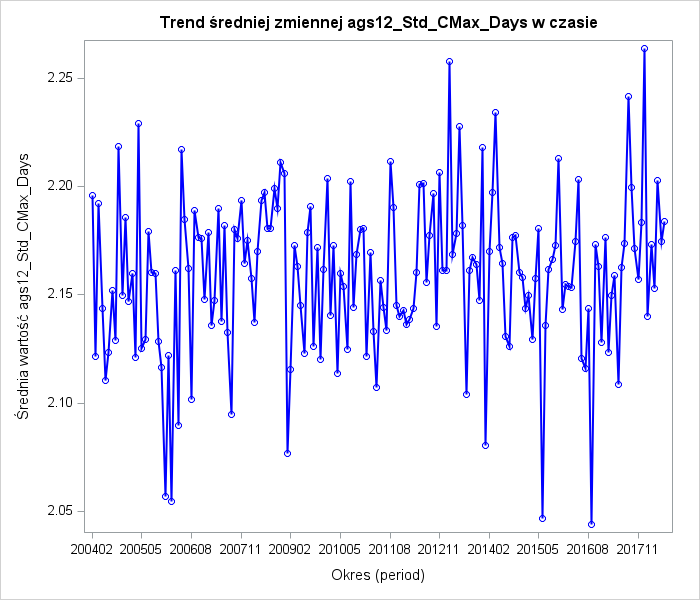 Trend średniej zmiennej ags12_Std_CMax_Days w czasie
Średnia wartość ags12_Std_CMax_Days
2.25
2.20
2.15
2.10
2.05
200402 200505 200608 200711 200902 201005 201108 201211 201402 201505 201608 201711
Okres (period)